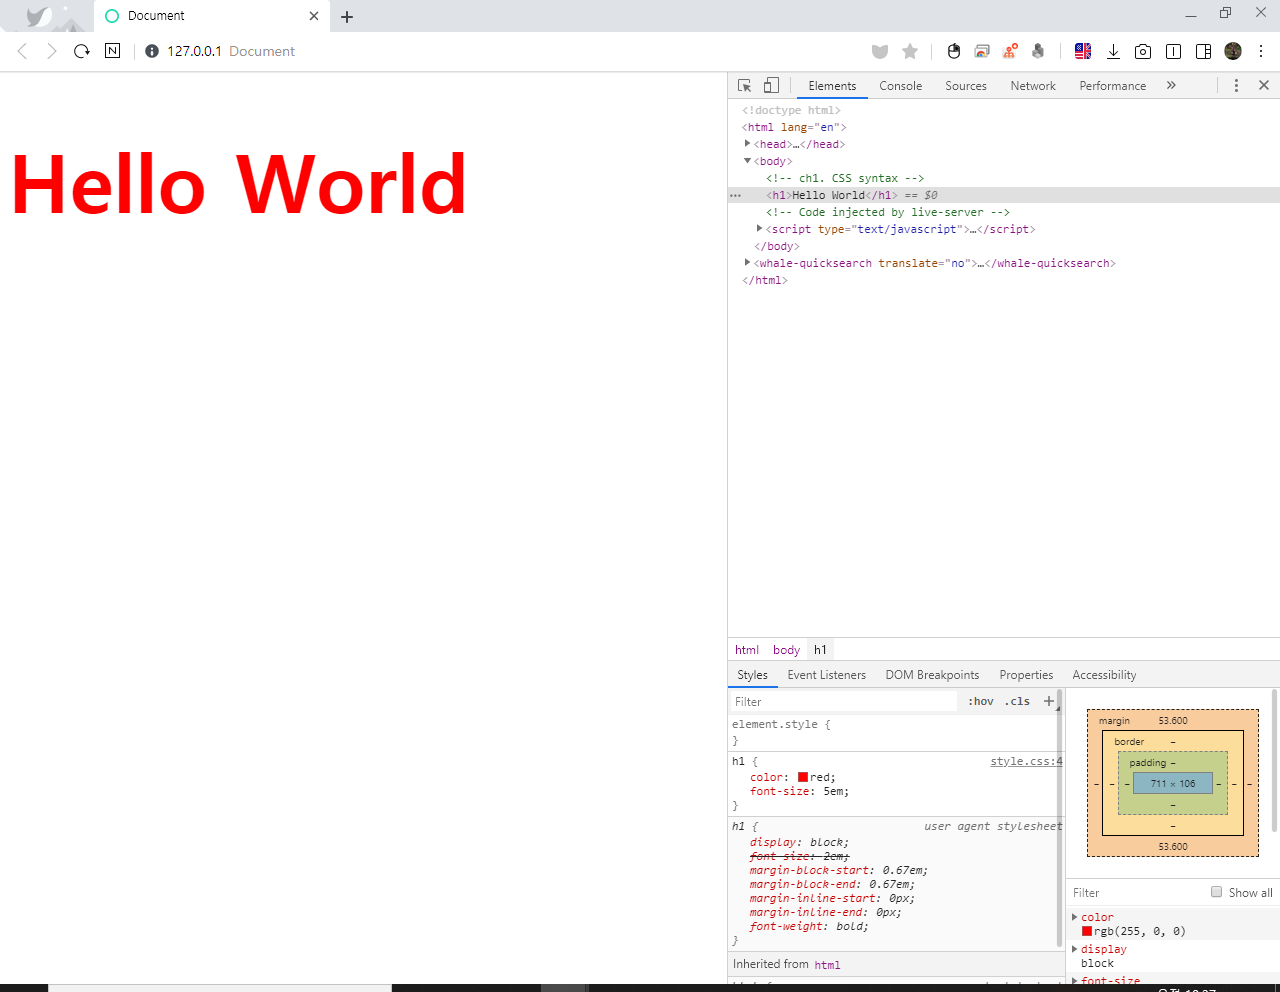 Document
127.0.0.1 Document
Hello World
Elements Console Sources Network Performance »
<!doctype html>
<html lang="en">
<head>…</head>
<body>
<!-- ch1. CSS syntax -->
<h1>Hello World</h1> == $0
<!-- Code injected by live-server -->
<script type="text/javascript">…</script>
</body>
<whale-quicksearch translate="no">…</whale-quicksearch>
</html>
html body h1
Styles Event Listeners DOM Breakpoints Properties Accessibility
Filter :hov .cls +
element.style {
}
h1 { style.css:4
color: red;
font-size: 5em;
}
h1 { user agent stylesheet
display: block;
font-size: 2em;
margin-block-start: 0.67em;
margin-block-end: 0.67em;
margin-inline-start: 0px;
margin-inline-end: 0px;
font-weight: bold;
}
Inherited from html
margin 53.600
border –
padding –
– – – 711 × 106 – – –
–
–
53.600
Filter Show all
color
rgb(255, 0, 0)
display
block
font-size